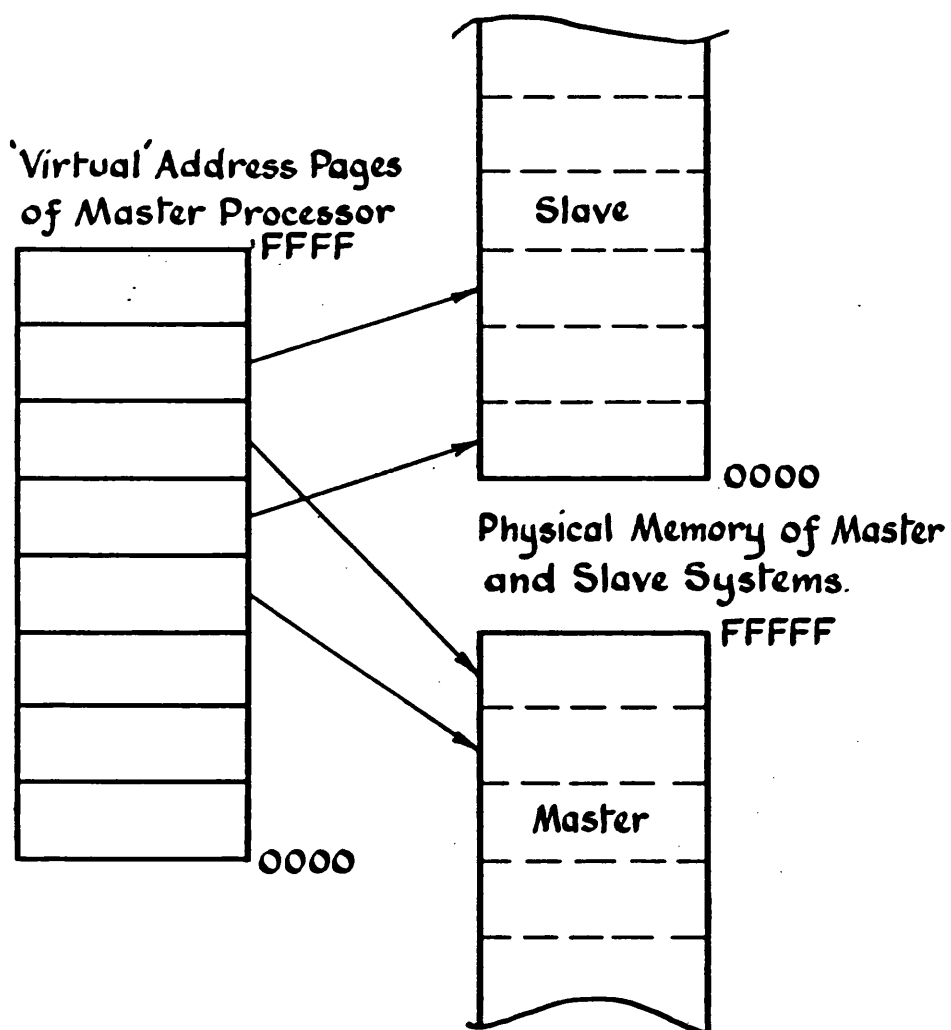 'Virtual' Address Pages
of Master Processor
FFFF
0000
Slave
0000
Physical Memory of Master
and Slave Systems.
FFFFF
Master